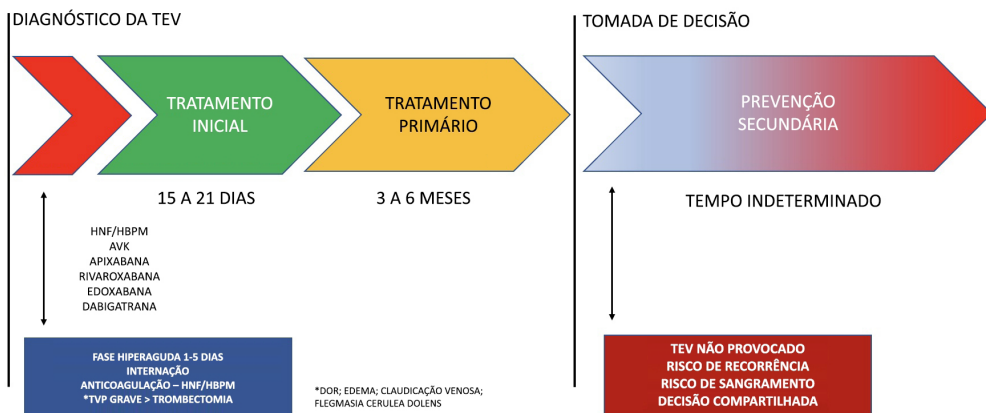 DIAGNÓSTICO DA TEV
TOMADA DE DECISÃO
TRATAMENTO
INICIAL
TRATAMENTO
PRIMÁRIO
PREVENÇÃO
SECUNDÁRIA
15 A 21 DIAS
3 A 6 MESES
TEMPO INDETERMINADO
HNF/HBPM
AVK
APIXABANA
RIVAROXABANA
EDOXABANA
DABIGATRANA
FASE HIPERAGUDA 1-5 DIAS
INTERNAÇÃO
ANTICOAGULAÇÃO – HNF/HBPM
*TVP GRAVE > TROMBECTOMIA
*DOR; EDEMA; CLAUDICAÇÃO VENOSA;
FLEGMASIA CERULEA DOLENS
TEV NÃO PROVOCADO
RISCO DE RECORRÊNCIA
RISCO DE SANGRAMENTO
DECISÃO COMPARTILHADA